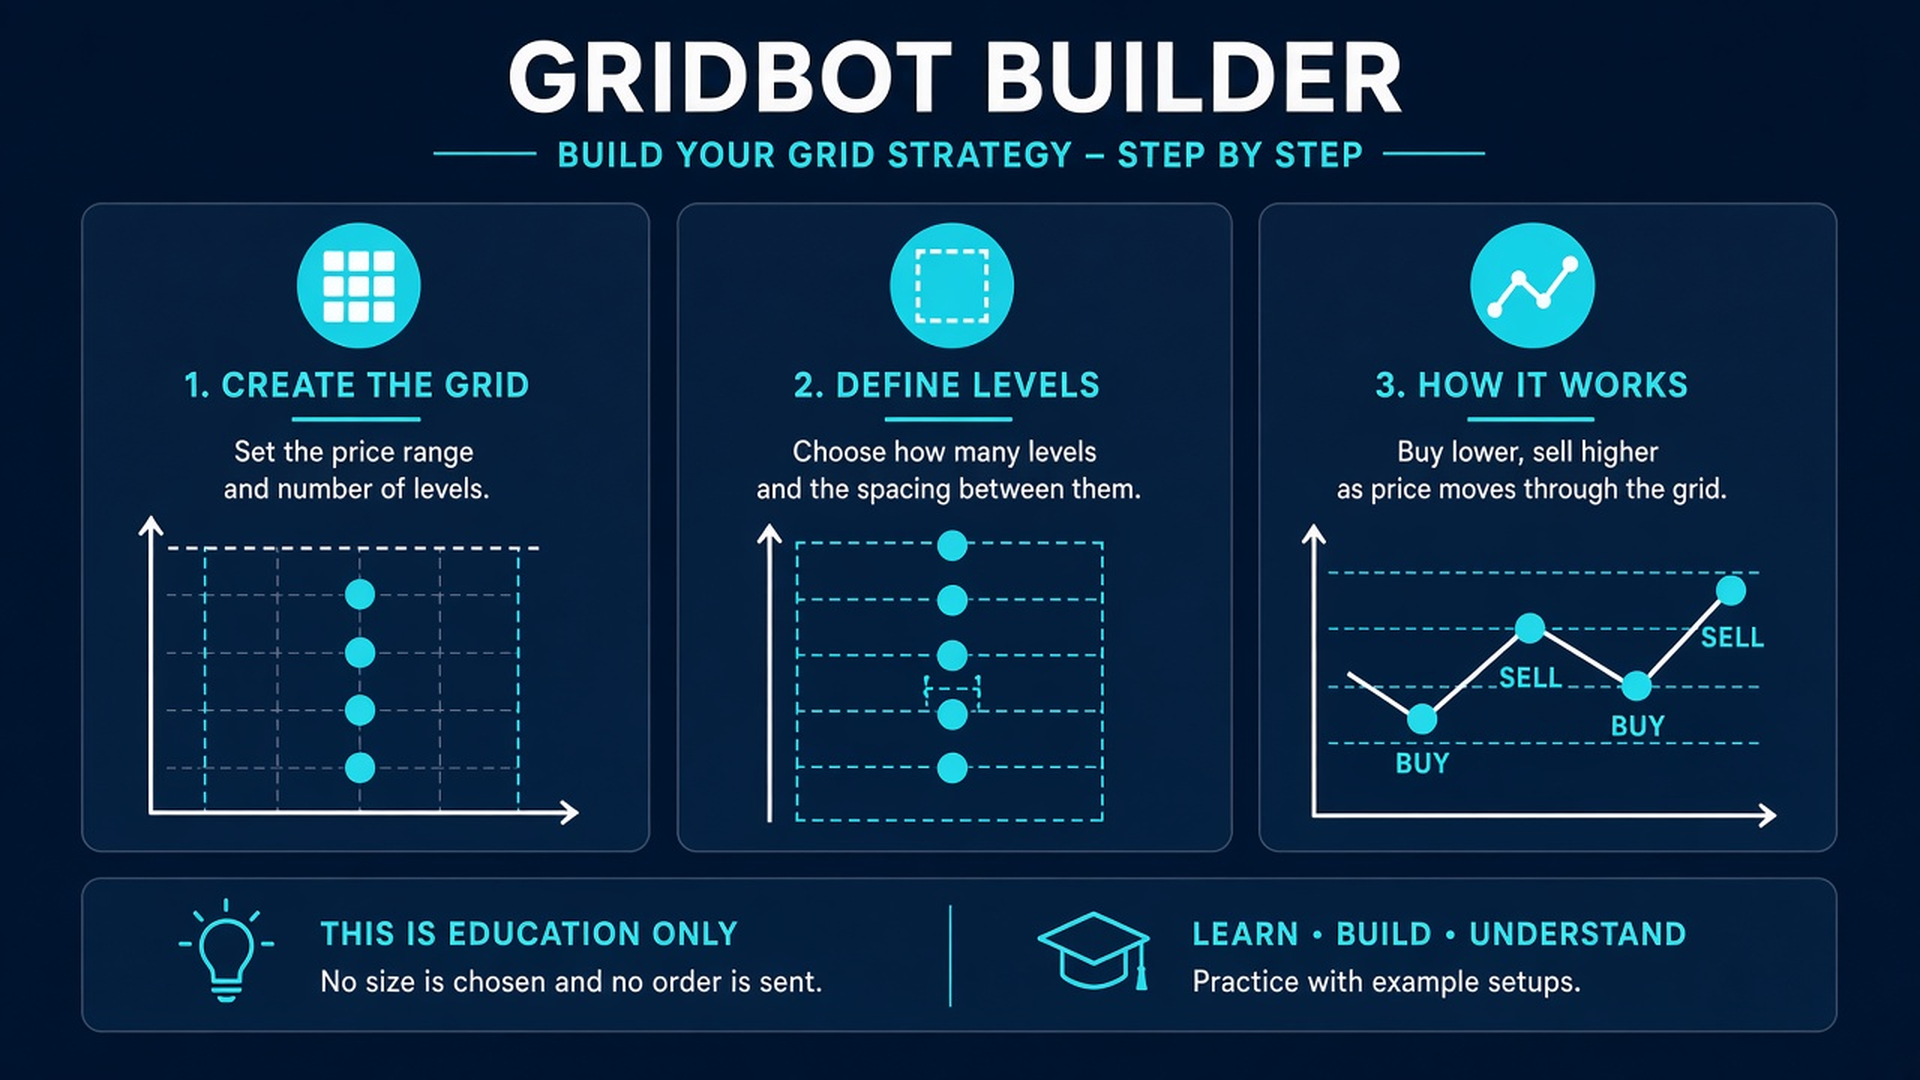 GRIDBOT BUILDER
BUILD YOUR GRID STRATEGY – STEP BY STEP
1. CREATE THE GRID
Set the price range
and number of levels.
2. DEFINE LEVELS
Choose how many levels
and the spacing between them.
3. HOW IT WORKS
Buy lower, sell higher
as price moves through the grid.
BUY
SELL
BUY
SELL
THIS IS EDUCATION ONLY
No size is chosen and no order is sent.
LEARN • BUILD • UNDERSTAND
Practice with example setups.